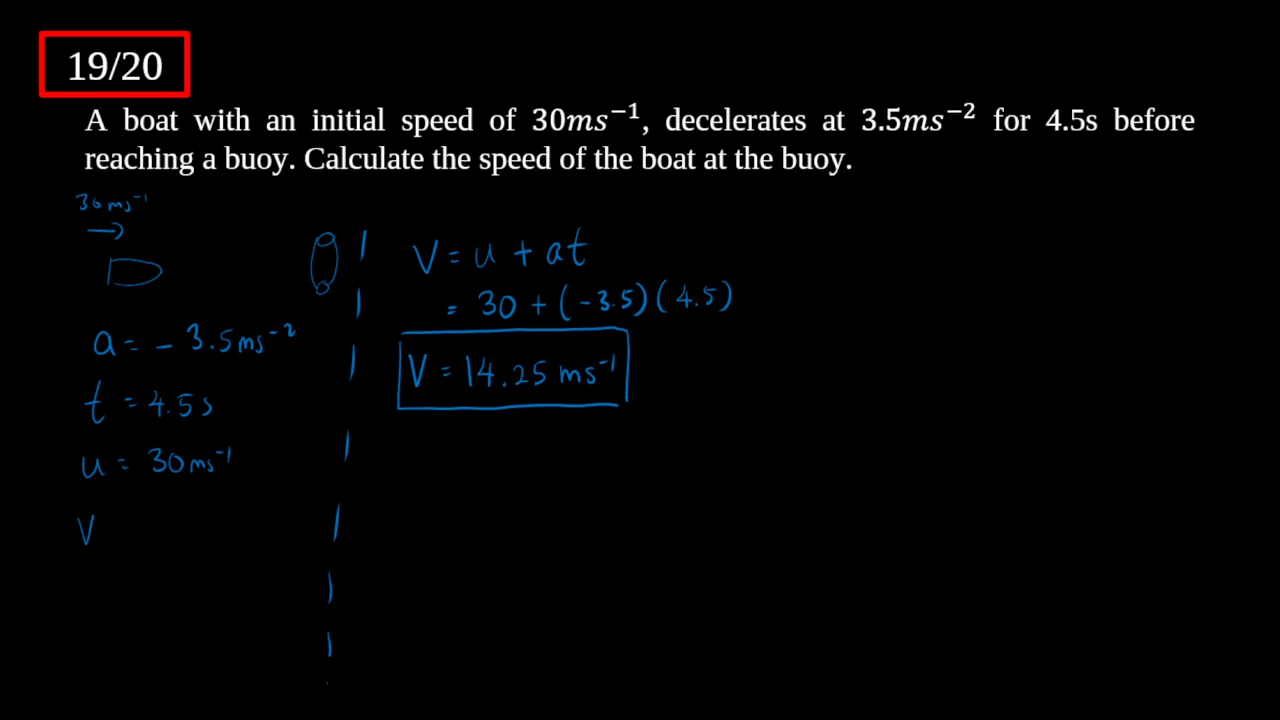 19/20
A boat with an initial speed of 30ms⁻¹, decelerates at 3.5ms⁻² for 4.5s before
reaching a buoy. Calculate the speed of the boat at the buoy.
30ms⁻¹
a = -3.5ms⁻²
t = 4.5s
u = 30ms⁻¹
V
V = u + at
= 30 + (-3.5)(4.5)
V = 14.25 ms⁻¹